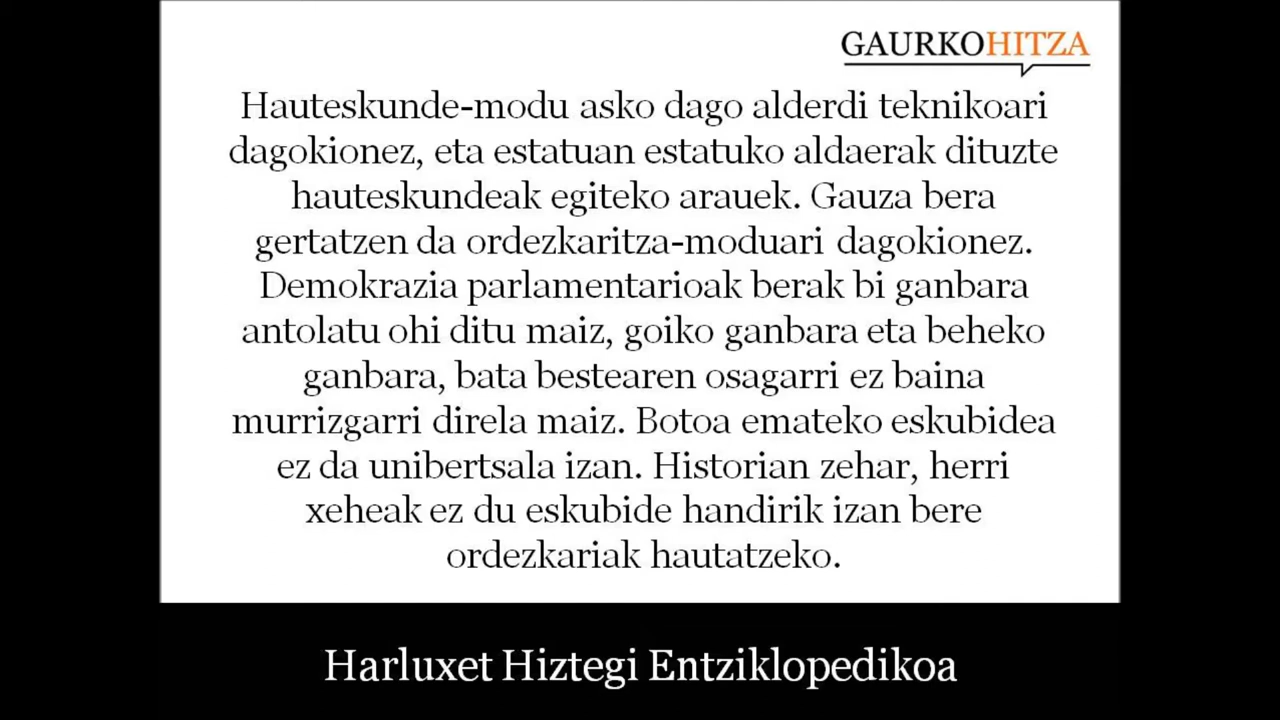 GAURKOHITZA
Hauteskunde-modu asko dago alderdi teknikoari
dagokionez, eta estatuan estatuko aldaerak dituzte
hauteskundeak egiteko arauek. Gauza bera
gertatzen da ordezkaritza-moduari dagokionez.
Demokrazia parlamentarioak berak bi ganbara
antolatu ohi ditu maiz, goiko ganbara eta beheko
ganbara, bata bestearen osagarri ez baina
murrizgarri direla maiz. Botoa emateko eskubidea
ez da unibertsala izan. Historian zehar, herri
xeheak ez du eskubide handirik izan bere
ordezkariak hautatzeko.
Harluxet Hiztegi Entziklopedikoa